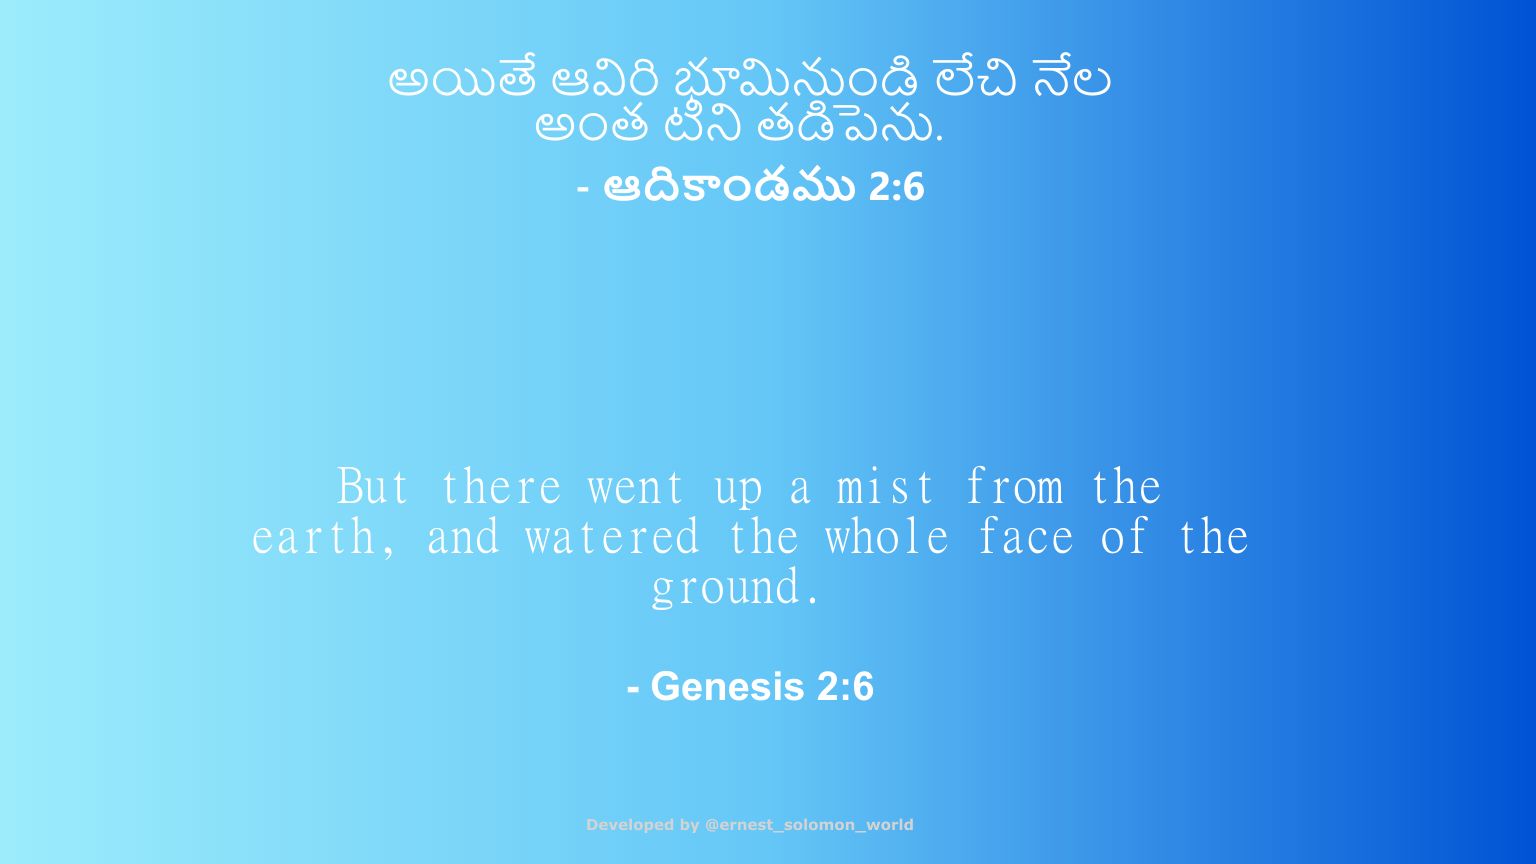 అయితే ఆవిరి భూమినుండి లేచి నేల
అంత టిని తడిపెను.
- ఆదికాండము 2:6
But there went up a mist from the
earth, and watered the whole face of the
ground.
- Genesis 2:6
Developed by @ernest_solomon_world